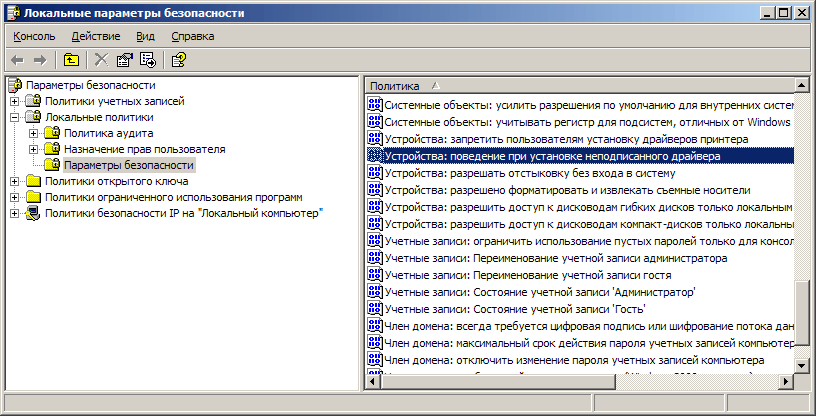 Локальные параметры безопасности
Консоль Действие Вид Справка
Параметры безопасности
Политики учетных записей
Локальные политики
Политика аудита
Назначение прав пользователя
Параметры безопасности
Политики открытого ключа
Политики ограниченного использования программ
Политики безопасности IP на "Локальный компьютер"
Политика
Системные объекты: усилить разрешения по умолчанию для внутренних систем
Системные объекты: учитывать регистр для подсистем, отличных от Windows
Устройства: запретить пользователям установку драйверов принтера
Устройства: поведение при установке неподписанного драйвера
Устройства: разрешать отстыковку без входа в систему
Устройства: разрешено форматировать и извлекать съемные носители
Устройства: разрешить доступ к дисководам гибких дисков только локальным
Устройства: разрешить доступ к дисководам компакт-дисков только локальны
Учетные записи: ограничить использование пустых паролей только для консол
Учетные записи: Переименование учетной записи администратора
Учетные записи: Переименование учетной записи гостя
Учетные записи: Состояние учетной записи 'Администратор'
Учетные записи: Состояние учетной записи 'Гость'
Член домена: всегда требуется цифровая подпись или шифрование потока дан
Член домена: максимальный срок действия пароля учетных записей компьютер
Член домена: отключить изменение пароля учетных записей компьютера